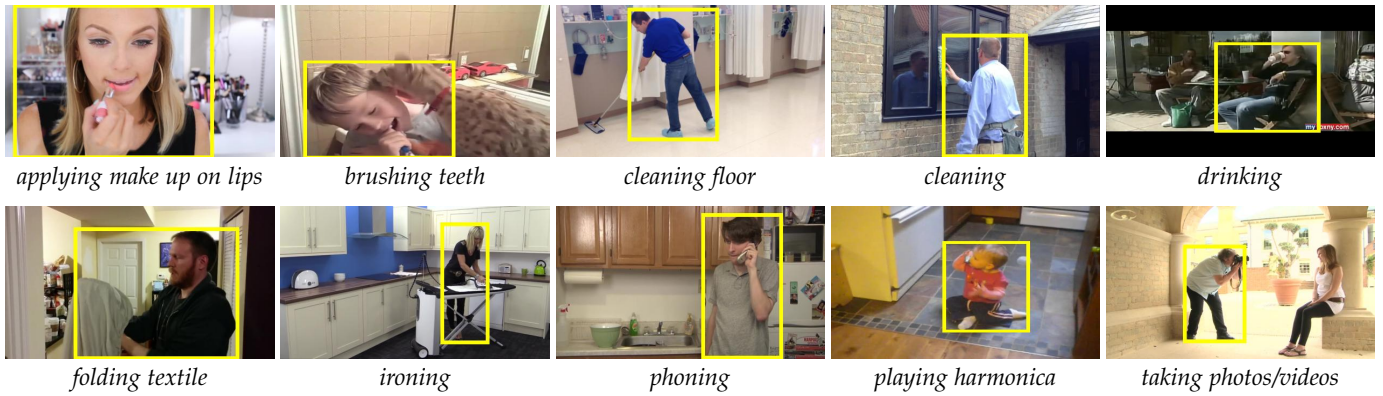 applying make up on lips
brushing teeth
cleaning floor
cleaning
drinking
folding textile
ironing
phoning
playing harmonica
taking photos/videos